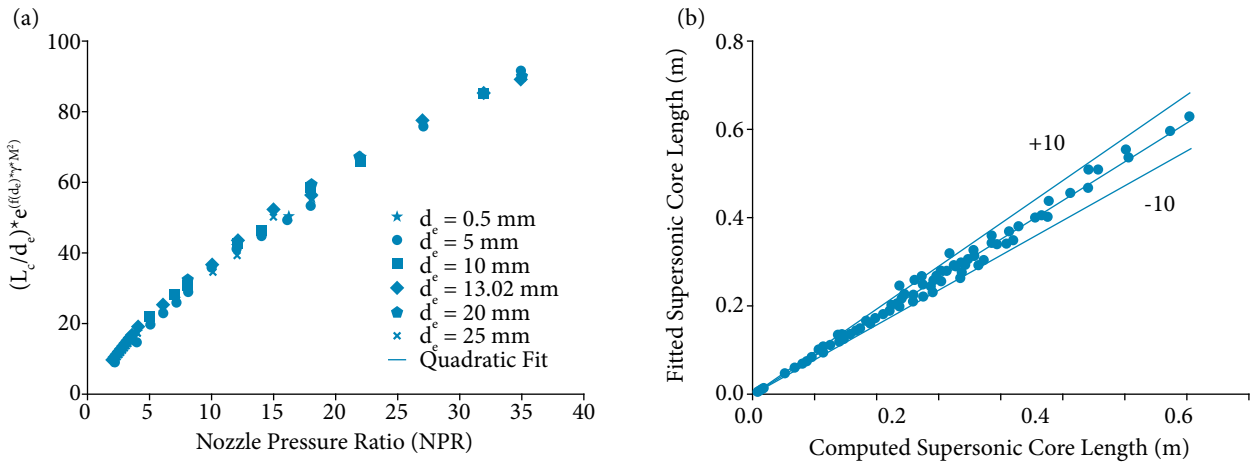 (a)
(L_c/d_e)*e^(f(d_e)*γ*M²)
100
80
60
40
20
0
0
5
10
15
20
25
30
35
40
Nozzle Pressure Ratio (NPR)
d_e = 0.5 mm
d_e = 5 mm
d_e = 10 mm
d_e = 13.02 mm
d_e = 20 mm
d_e = 25 mm
Quadratic Fit
(b)
Fitted Supersonic Core Length (m)
0.8
0.6
0.4
0.2
0.0
0.0
0.2
0.4
0.6
+10
-10
Computed Supersonic Core Length (m)